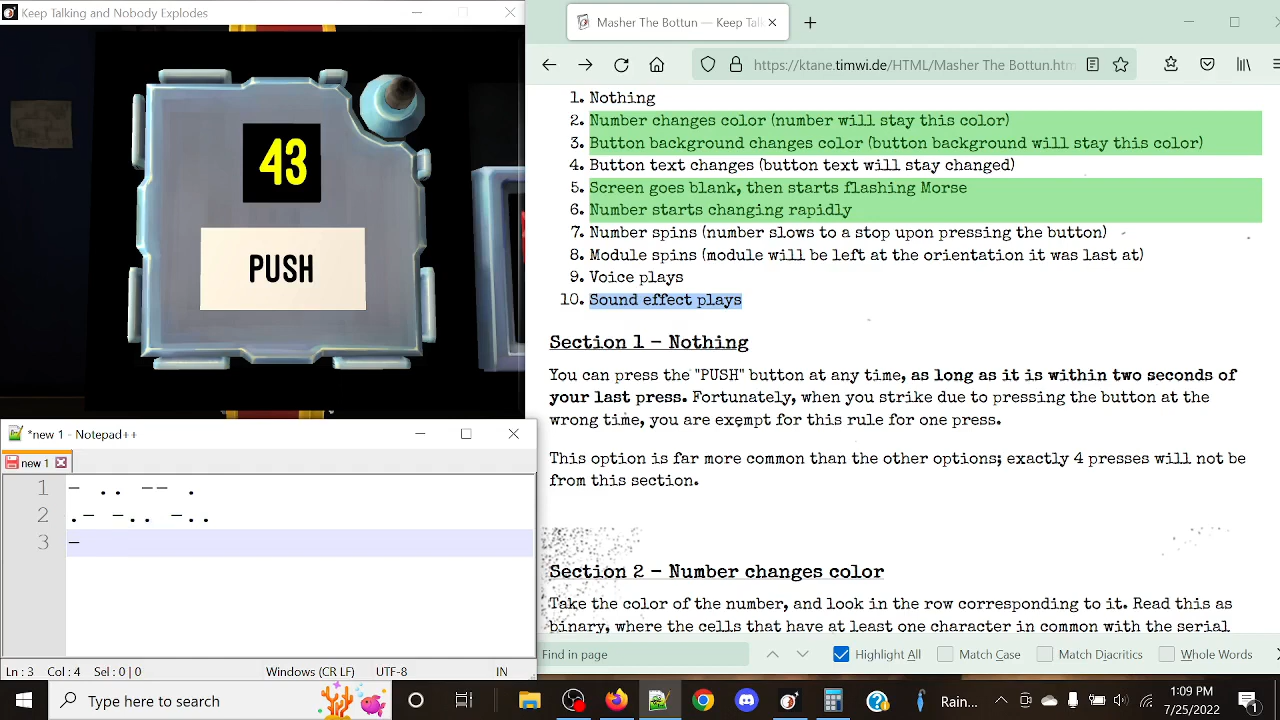 Keep Talking and Nobody Explodes
43
PUSH
*new 1 - Notepad++
new 1
1 - .. -- .
2 .- -.. -..
3 -
Ln : 3 Col : 4 Sel : 0 | 0 Windows (CR LF) UTF-8 IN
Masher The Bottun — Keep Talk
https://ktane.timwi.de/HTML/Masher The Bottun.htm
1. Nothing
2. Number changes color (number will stay this color)
3. Button background changes color (button background will stay this color)
4. Button text changes (button text will stay changed)
5. Screen goes blank, then starts flashing Morse
6. Number starts changing rapidly
7. Number spins (number slows to a stop upon pressing the button)
8. Module spins (module will be left at the orientation it was last at)
9. Voice plays
10. Sound effect plays
Section 1 – Nothing
You can press the "PUSH" button at any time, as long as it is within two seconds of
your last press. Fortunately, when you strike due to pressing the button at the
wrong time, you are exempt for this rule for one press.
This option is far more common than the other options; exactly 4 presses will not be
from this section.
Section 2 – Number changes color
Take the color of the number, and look in the row corresponding to it. Read this as
binary, where the cells that have at least one character in common with the serial
Find in page
Highlight All
Match Case
Match Diacritics
Whole Words
Type here to search
Rain...
1:09 PM
7/25/2022